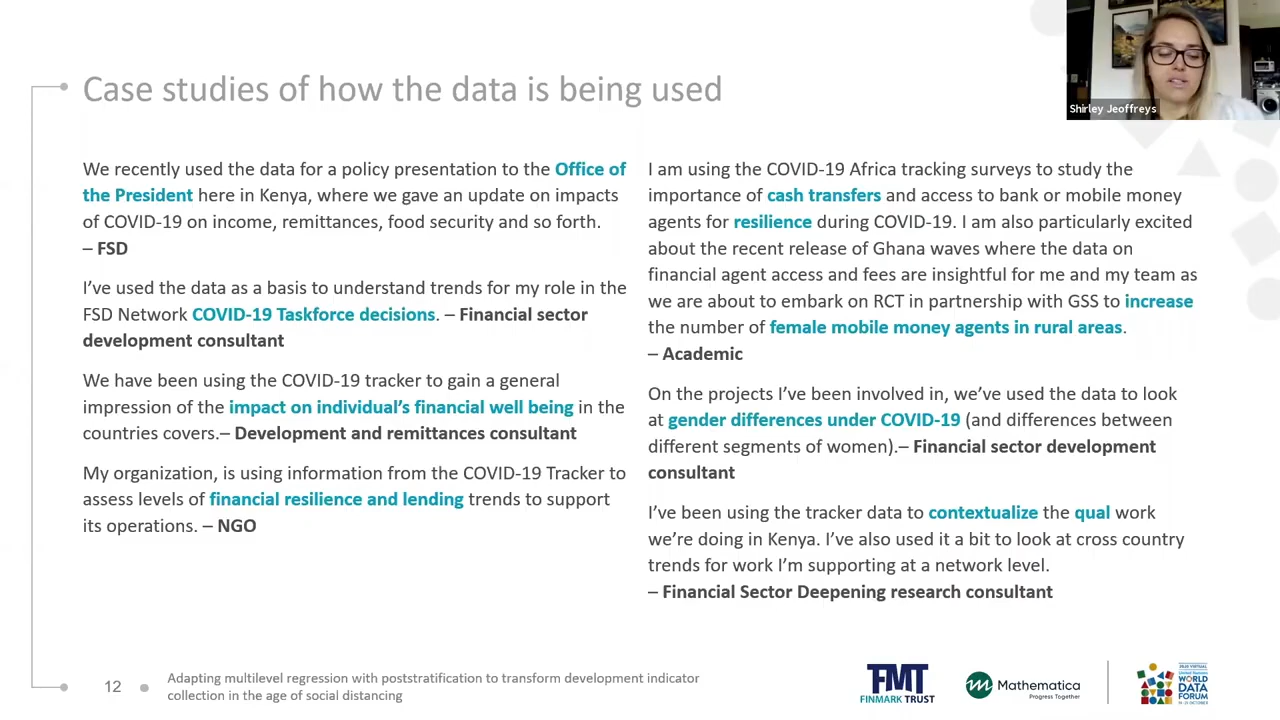 Case studies of how the data is being used
Shirley Jeoffreys
We recently used the data for a policy presentation to the Office of
the President here in Kenya, where we gave an update on impacts
of COVID-19 on income, remittances, food security and so forth.
– FSD
I've used the data as a basis to understand trends for my role in the
FSD Network COVID-19 Taskforce decisions. – Financial sector
development consultant
We have been using the COVID-19 tracker to gain a general
impression of the impact on individual's financial well being in the
countries covers.– Development and remittances consultant
My organization, is using information from the COVID-19 Tracker to
assess levels of financial resilience and lending trends to support
its operations. – NGO
I am using the COVID-19 Africa tracking surveys to study the
importance of cash transfers and access to bank or mobile money
agents for resilience during COVID-19. I am also particularly excited
about the recent release of Ghana waves where the data on
financial agent access and fees are insightful for me and my team as
we are about to embark on RCT in partnership with GSS to increase
the number of female mobile money agents in rural areas.
– Academic
On the projects I've been involved in, we've used the data to look
at gender differences under COVID-19 (and differences between
different segments of women).– Financial sector development
consultant
I've been using the tracker data to contextualize the qual work
we're doing in Kenya. I've also used it a bit to look at cross country
trends for work I'm supporting at a network level.
– Financial Sector Deepening research consultant
12
Adapting multilevel regression with poststratification to transform development indicator
collection in the age of social distancing
FMT
FINMARK TRUST
Mathematica
Progress Together
United Nations
WORLD
DATA
FORUM